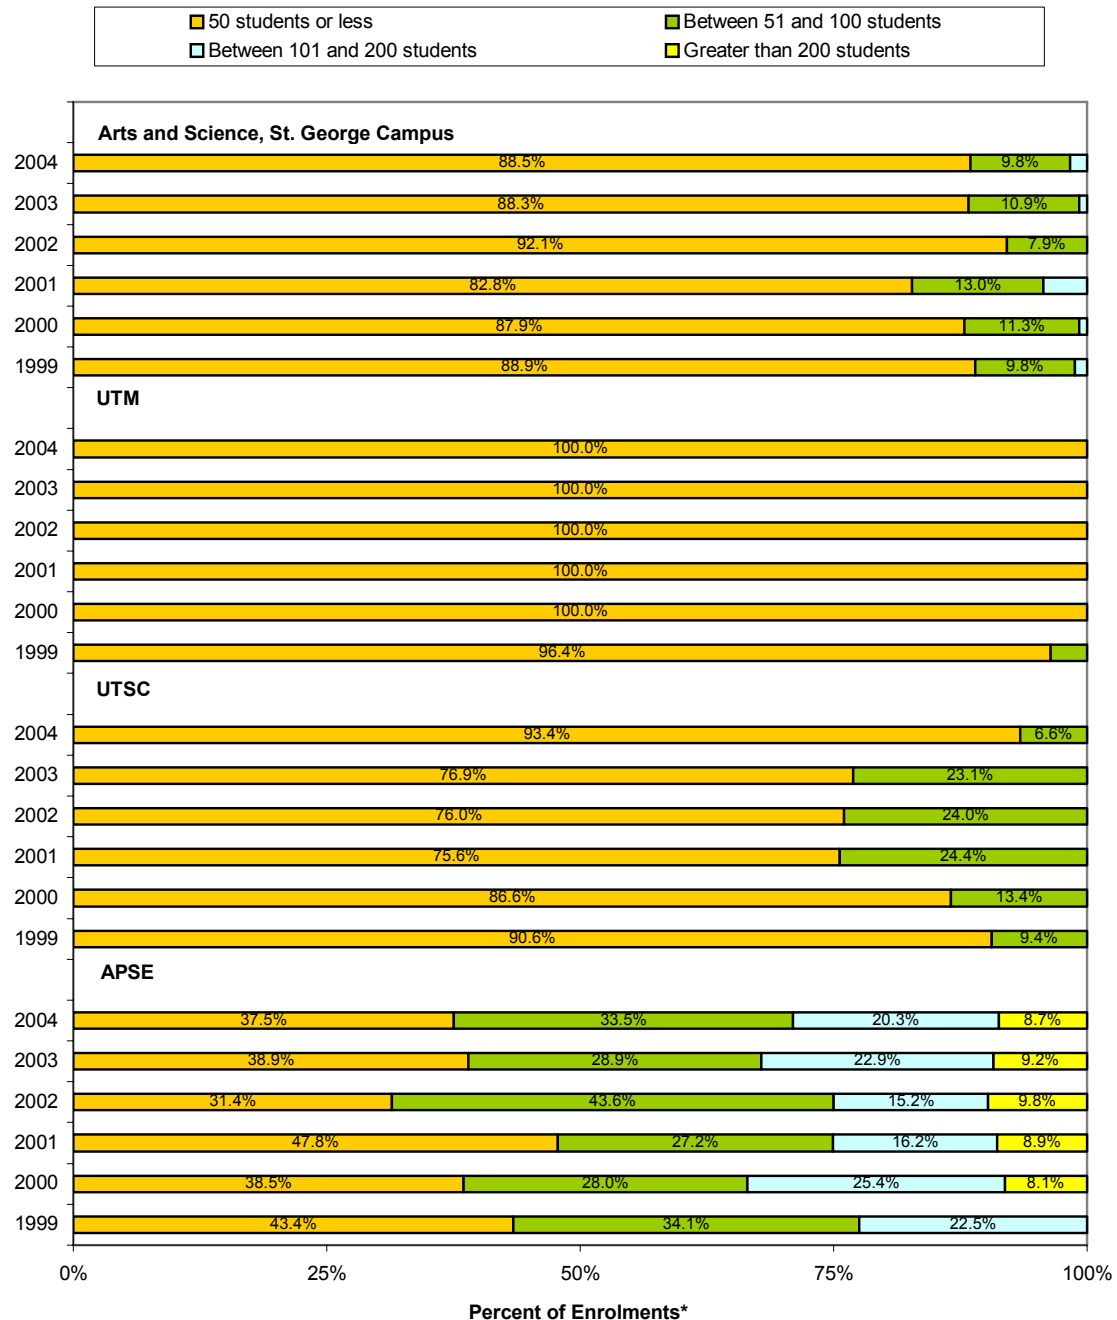 50 students or less Between 51 and 100 students
Between 101 and 200 students Greater than 200 students
Arts and Science, St. George Campus
2004 88.5% 9.8%
2003 88.3% 10.9%
2002 92.1% 7.9%
2001 82.8% 13.0%
2000 87.9% 11.3%
1999 88.9% 9.8%
UTM
2004 100.0%
2003 100.0%
2002 100.0%
2001 100.0%
2000 100.0%
1999 96.4%
UTSC
2004 93.4% 6.6%
2003 76.9% 23.1%
2002 76.0% 24.0%
2001 75.6% 24.4%
2000 86.6% 13.4%
1999 90.6% 9.4%
APSE
2004 37.5% 33.5% 20.3% 8.7%
2003 38.9% 28.9% 22.9% 9.2%
2002 31.4% 43.6% 15.2% 9.8%
2001 47.8% 27.2% 16.2% 8.9%
2000 38.5% 28.0% 25.4% 8.1%
1999 43.4% 34.1% 22.5%
0% 25% 50% 75% 100%
Percent of Enrolments*